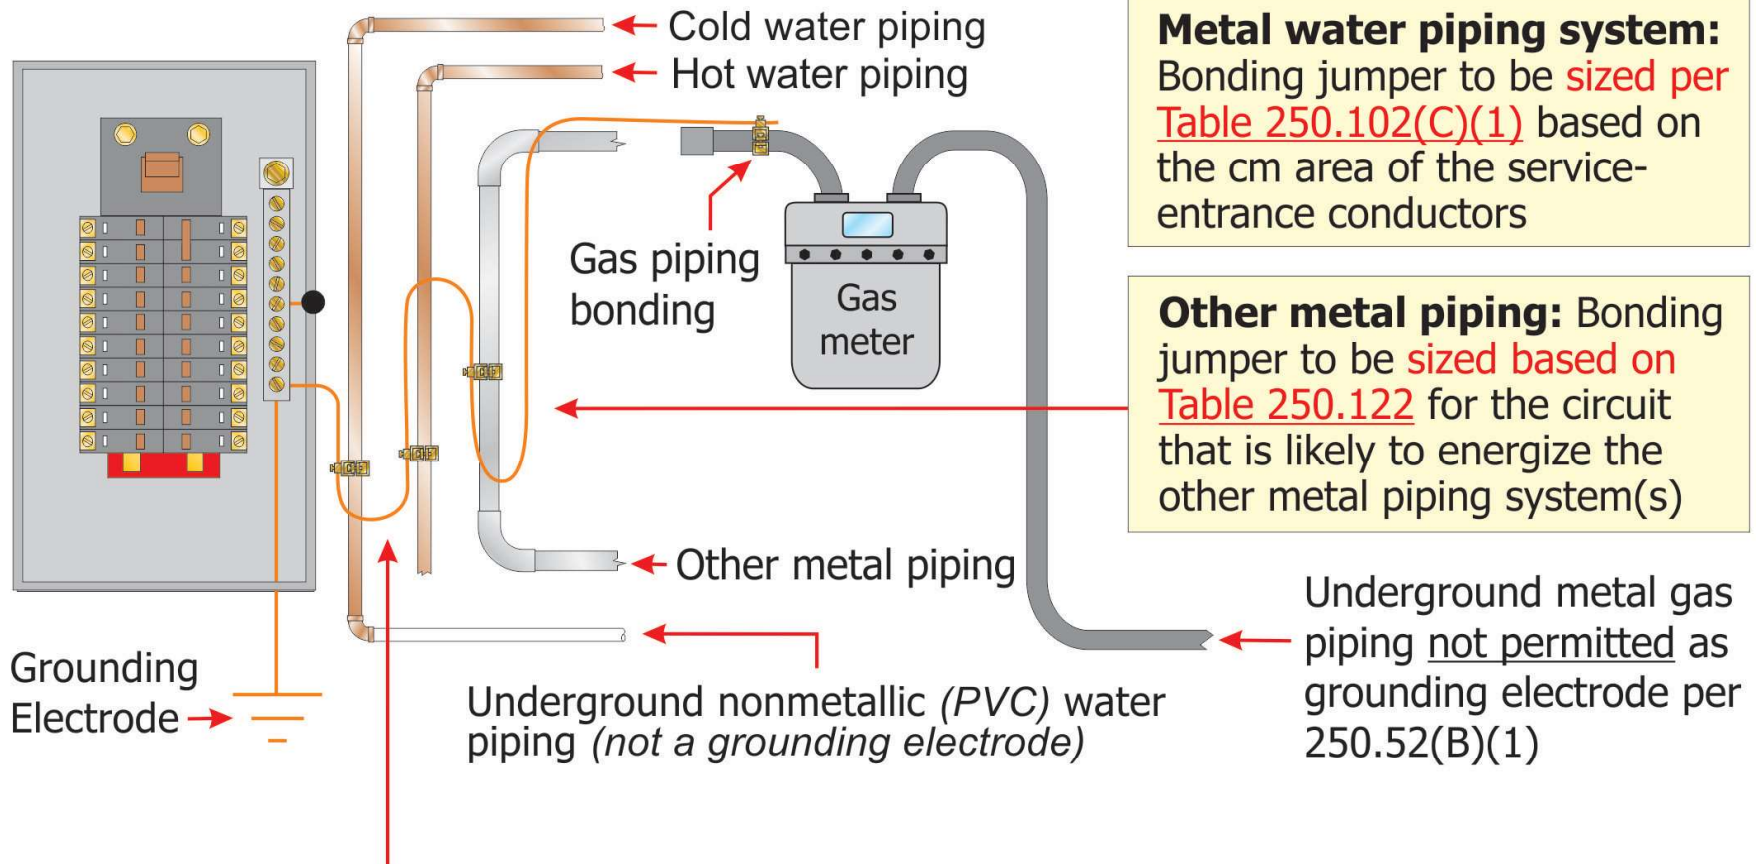 Cold water piping
Hot water piping
Metal water piping system:
Bonding jumper to be sized per
Table 250.102(C)(1) based on
the cm area of the service-
entrance conductors
Gas piping
bonding
Gas
meter
Other metal piping: Bonding
jumper to be sized based on
Table 250.122 for the circuit
that is likely to energize the
other metal piping system(s)
Other metal piping
Underground metal gas
piping not permitted as
grounding electrode per
250.52(B)(1)
Grounding
Electrode
Underground nonmetallic (PVC) water
piping (not a grounding electrode)